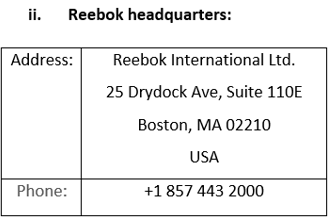 ii. Reebok headquarters:
Address: Reebok International Ltd.
25 Drydock Ave, Suite 110E
Boston, MA 02210
USA
Phone: +1 857 443 2000